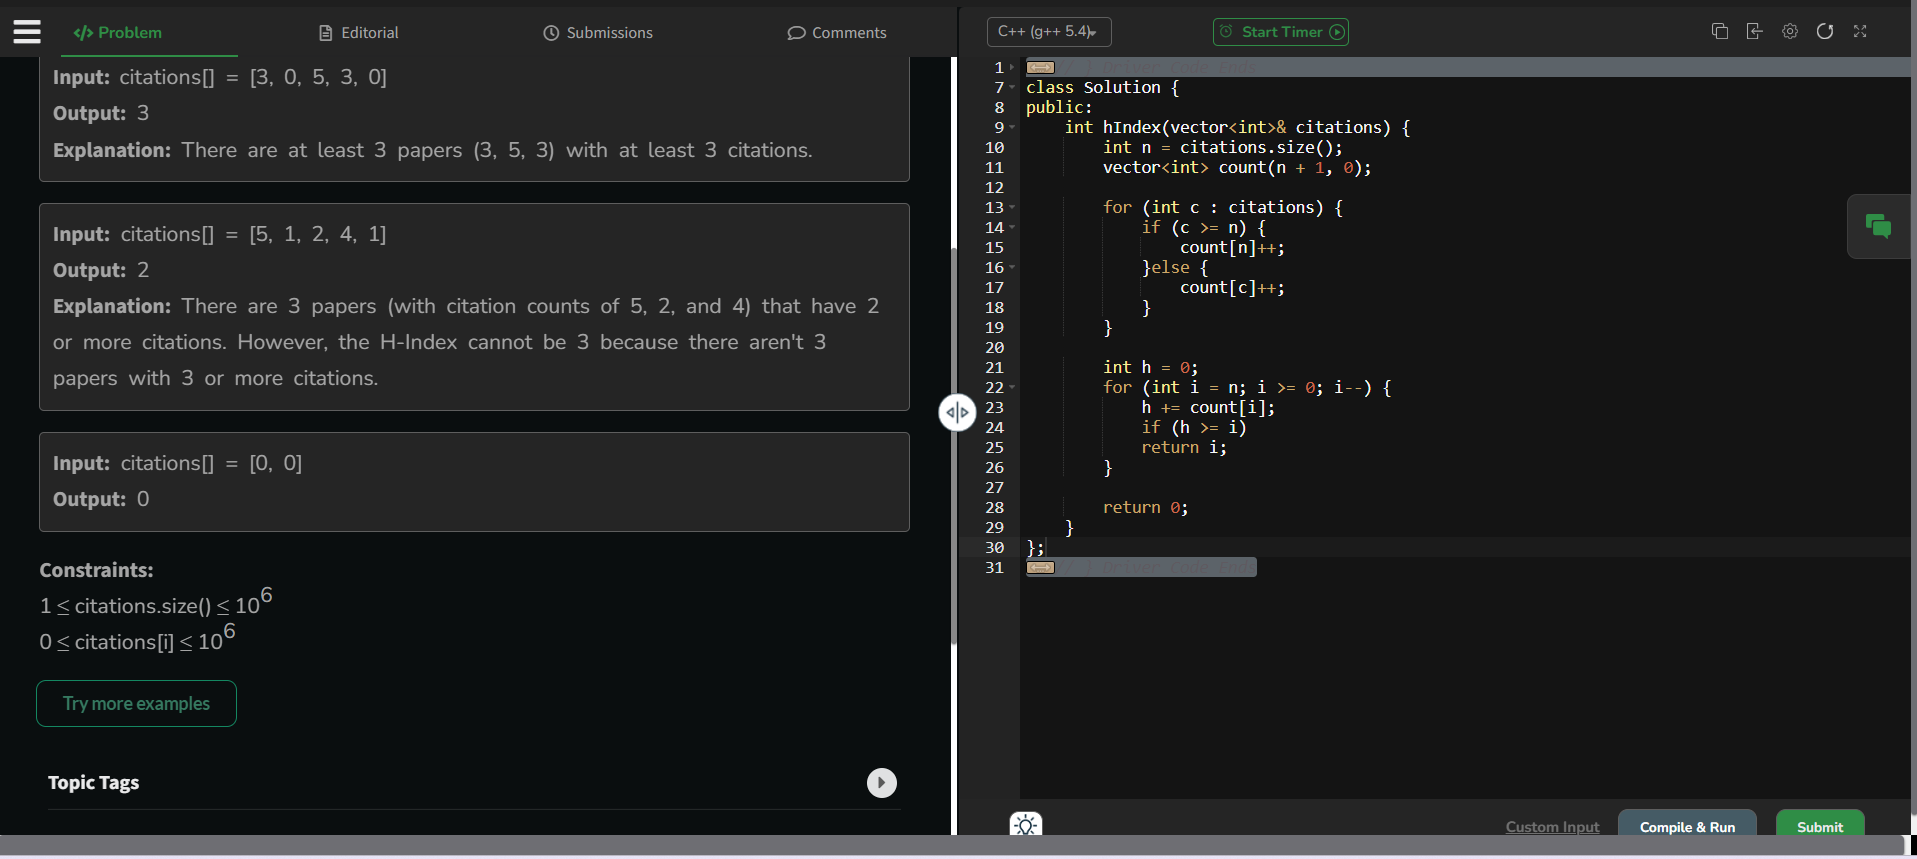 </> Problem
Editorial
Submissions
Comments
Input: citations[] = [3, 0, 5, 3, 0]
Output: 3
Explanation: There are at least 3 papers (3, 5, 3) with at least 3 citations.
Input: citations[] = [5, 1, 2, 4, 1]
Output: 2
Explanation: There are 3 papers (with citation counts of 5, 2, and 4) that have 2
or more citations. However, the H-Index cannot be 3 because there aren't 3
papers with 3 or more citations.
Input: citations[] = [0, 0]
Output: 0
Constraints:
1 ≤ citations.size() ≤ 10^6
0 ≤ citations[i] ≤ 10^6
Try more examples
Topic Tags
C++ (g++ 5.4)
Start Timer
1 // } Driver Code Ends
7 class Solution {
8 public:
9     int hIndex(vector<int>& citations) {
10         int n = citations.size();
11         vector<int> count(n + 1, 0);
12
13         for (int c : citations) {
14             if (c >= n) {
15                 count[n]++;
16             }else {
17                 count[c]++;
18             }
19         }
20
21         int h = 0;
22         for (int i = n; i >= 0; i--) {
23             h += count[i];
24             if (h >= i)
25             return i;
26         }
27
28         return 0;
29     }
30 };
31 // } Driver Code Ends
Custom Input
Compile & Run
Submit